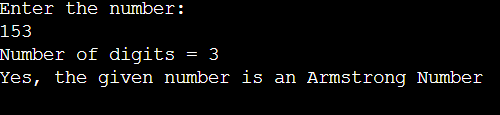 Enter the number:
153
Number of digits = 3
Yes, the given number is an Armstrong Number